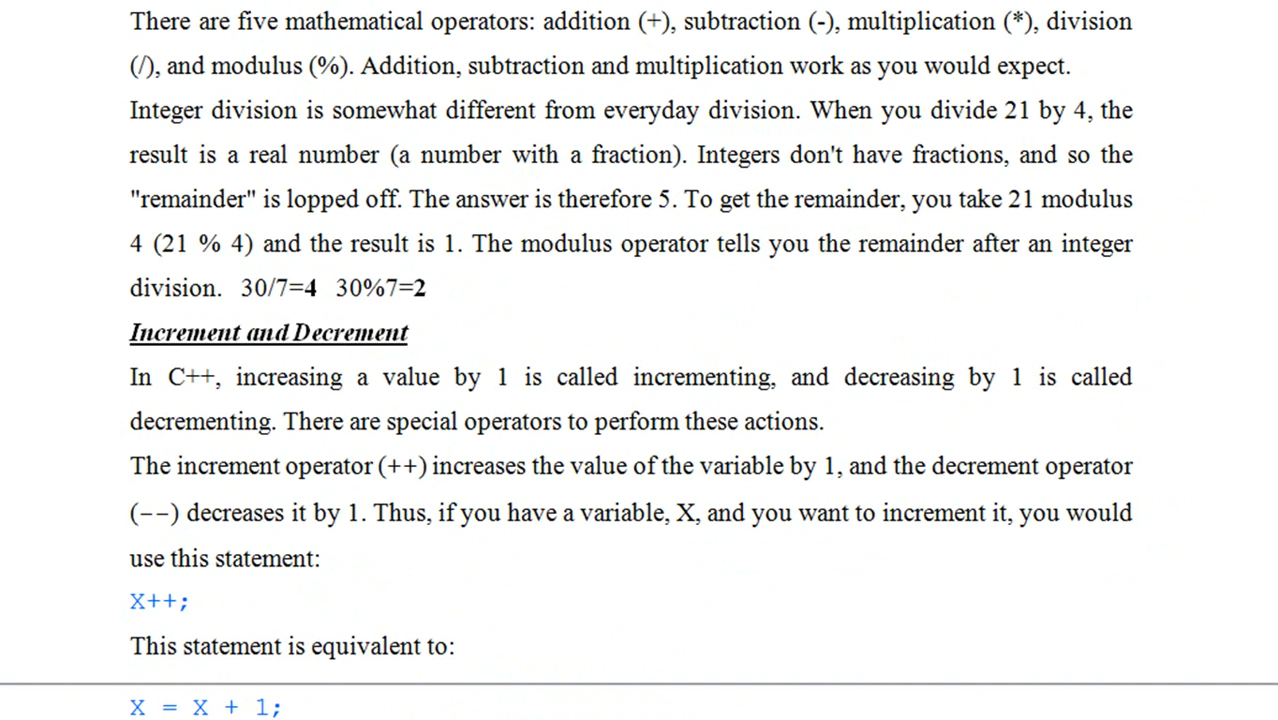 There are five mathematical operators: addition (+), subtraction (-), multiplication (*), division
(/), and modulus (%). Addition, subtraction and multiplication work as you would expect.
Integer division is somewhat different from everyday division. When you divide 21 by 4, the
result is a real number (a number with a fraction). Integers don't have fractions, and so the
"remainder" is lopped off. The answer is therefore 5. To get the remainder, you take 21 modulus
4 (21 % 4) and the result is 1. The modulus operator tells you the remainder after an integer
division. 30/7=4 30%7=2
Increment and Decrement
In C++, increasing a value by 1 is called incrementing, and decreasing by 1 is called
decrementing. There are special operators to perform these actions.
The increment operator (++) increases the value of the variable by 1, and the decrement operator
(−−) decreases it by 1. Thus, if you have a variable, X, and you want to increment it, you would
use this statement:
X++;
This statement is equivalent to:
X = X + 1;